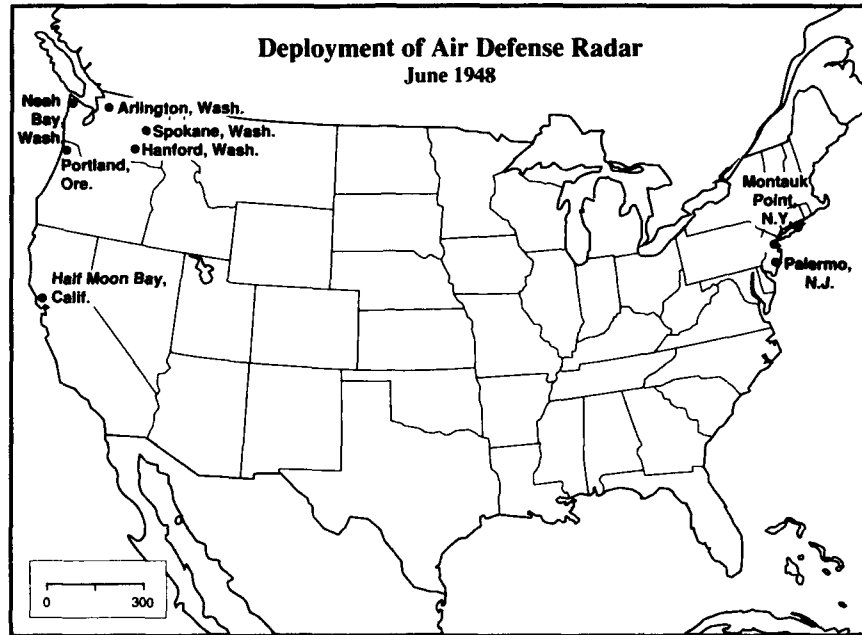 Deployment of Air Defense Radar
June 1948
Neah
Bay,
Wash.
Arlington, Wash.
Spokane, Wash.
Hanford, Wash.
Portland,
Ore.
Half Moon Bay,
Calif.
Montauk
Point,
N.Y.
Palermo,
N.J.
0 300